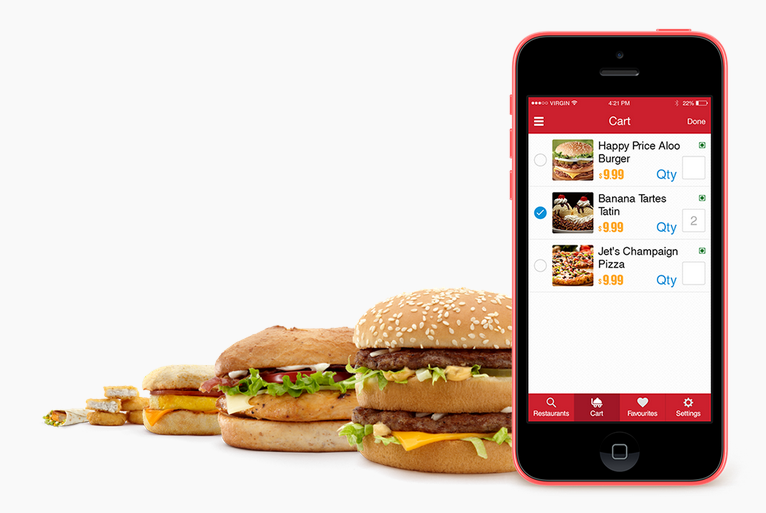 VIRGIN 4:21 PM 22%
Cart Done
Happy Price Aloo
Burger
$9.99 Qty
Banana Tartes
Tatin
$9.99 Qty 2
Jet's Champaign
Pizza
$9.99 Qty
Restaurants Cart Favourites Settings